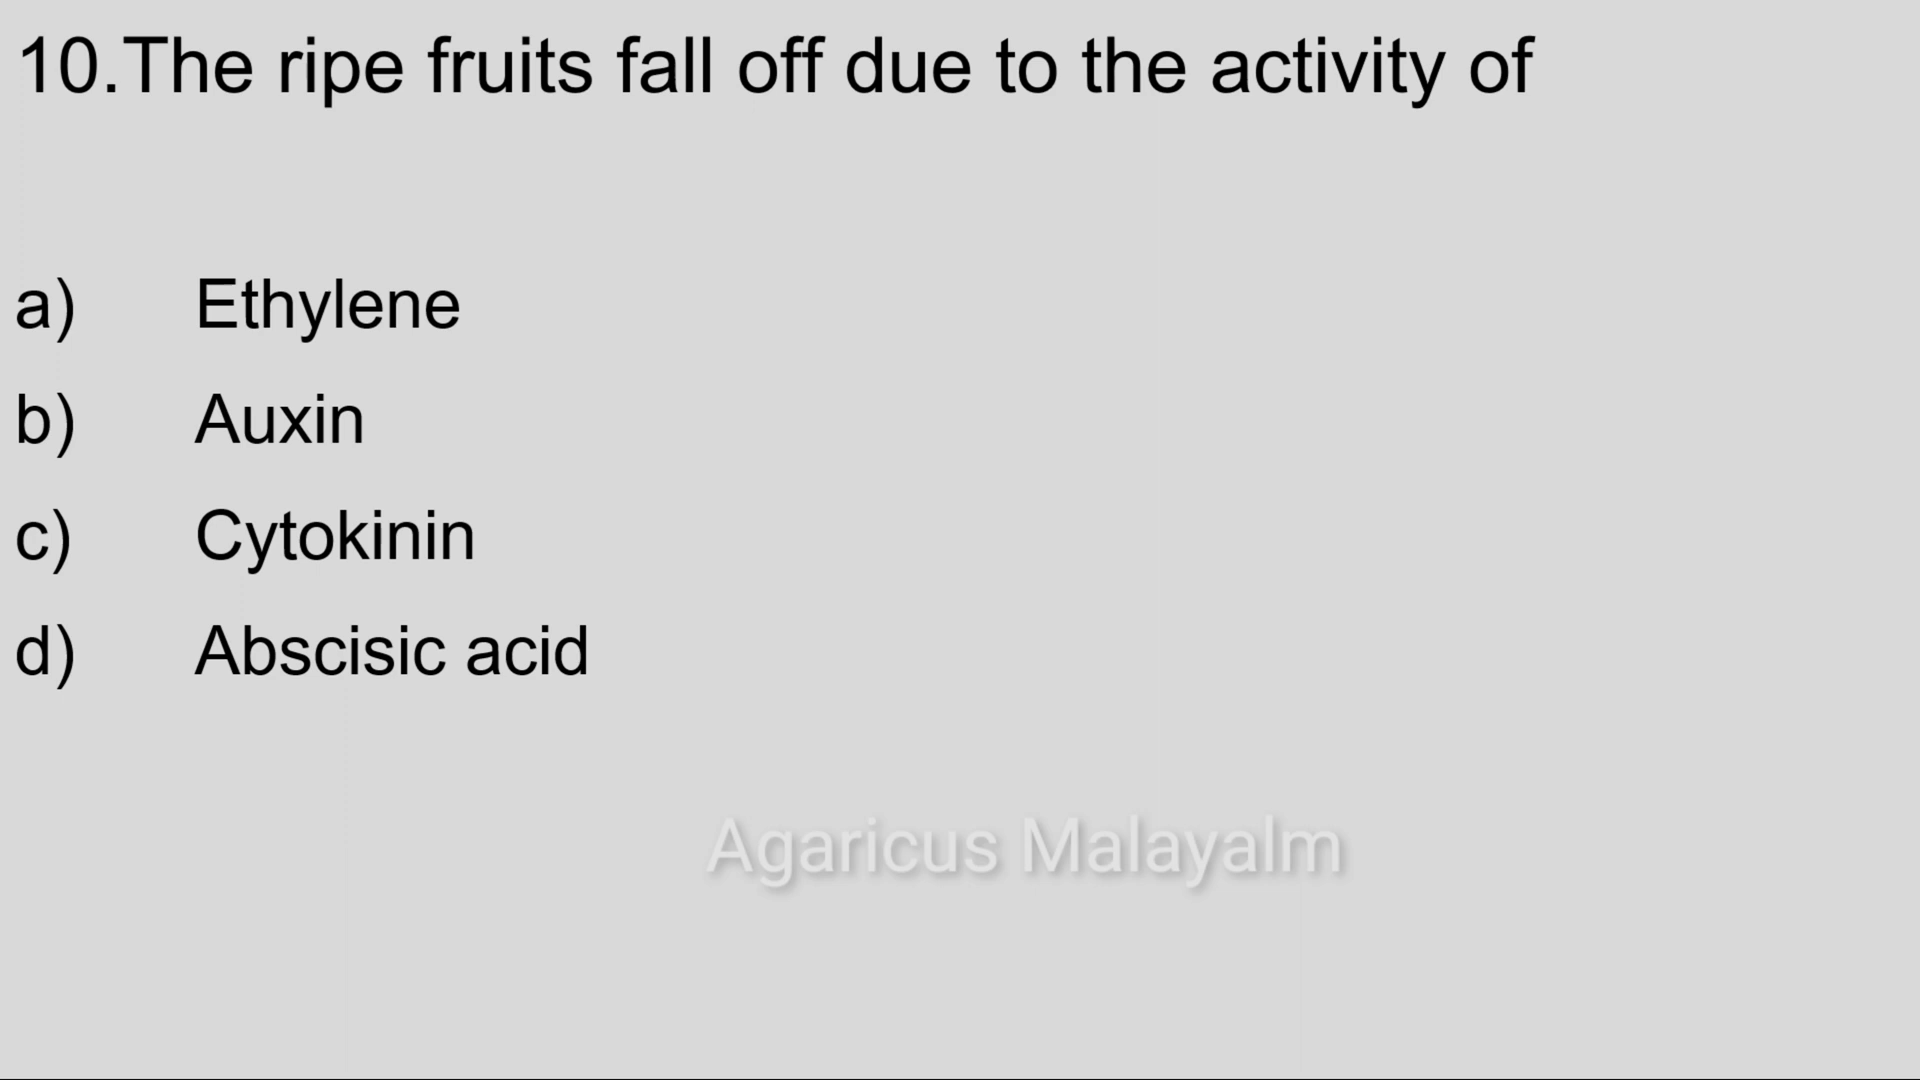 10.The ripe fruits fall off due to the activity of
a) Ethylene
b) Auxin
c) Cytokinin
d) Abscisic acid
Agaricus Malayalm